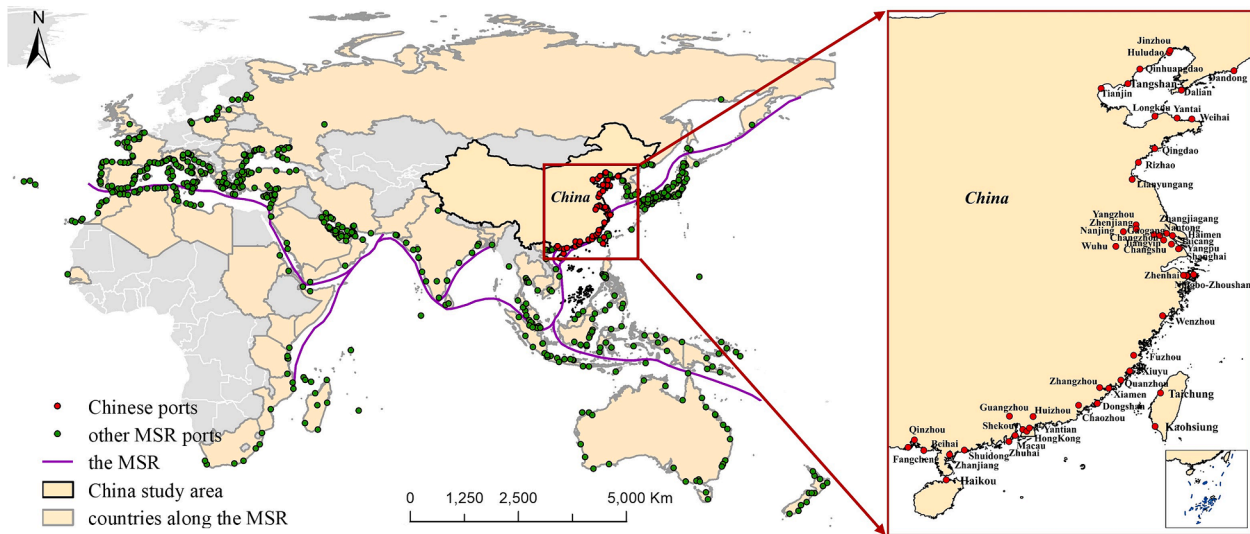 N
China
Chinese ports
other MSR ports
the MSR
China study area
countries along the MSR
0
1,250
2,500
5,000 Km
Jinzhou
Huludao
Qinhuangdao
Dandong
Tangshan
Tianjin
Dalian
Longkou
Yantai
Weihai
Qingdao
Rizhao
Lianyungang
China
Yangzhou
Zhangjiagang
Zhenjiang
Nantong
Nanjing
Gaogang
Haimen
Changzhou
Taicang
Wuhu
Jiangyin
Yangpu
Changshu
Shanghai
Zhenhai
Ningbo-Zhoushan
Wenzhou
Fuzhou
Xiuyu
Zhangzhou
Quanzhou
Xiamen
Taichung
Guangzhou
Huizhou
Dongshan
Chaozhou
Shekou
Yantian
Kaohsiung
Qinzhou
HongKong
Beihai
Macau
Fangcheng
Shuidong
Zhuhai
Zhanjiang
Haikou